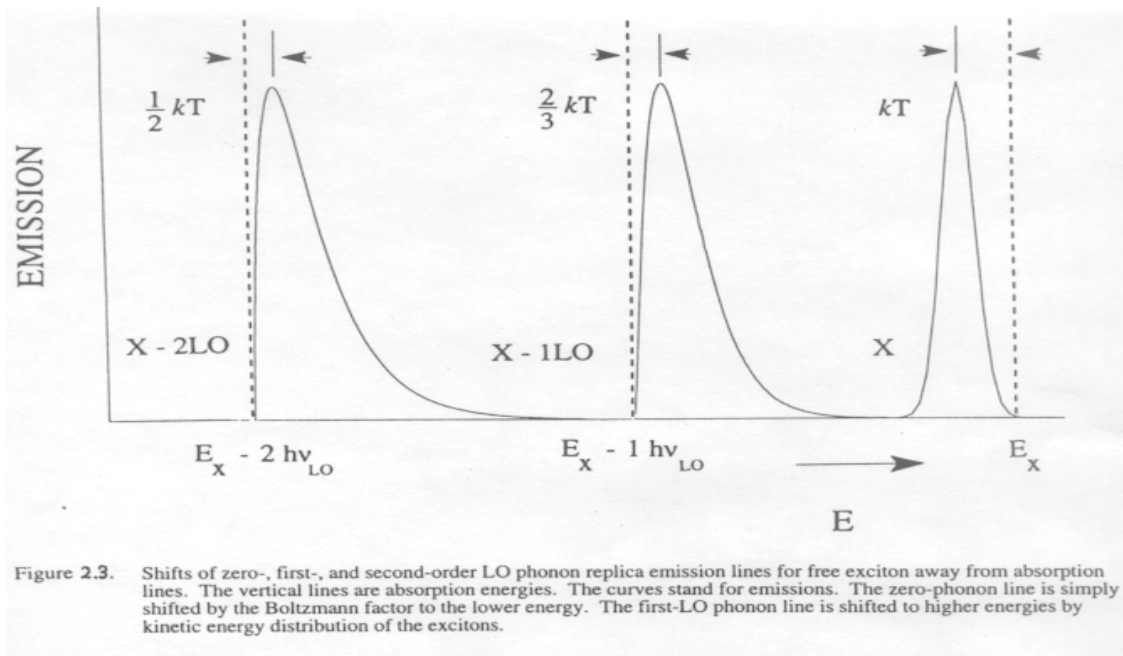 1/2 kT
2/3 kT
kT
EMISSION
X - 2LO
X - 1LO
X
E_X - 2 hν_LO
E_X - 1 hν_LO
E_X
E
Figure 2.3. Shifts of zero-, first-, and second-order LO phonon replica emission lines for free exciton away from absorption
lines. The vertical lines are absorption energies. The curves stand for emissions. The zero-phonon line is simply
shifted by the Boltzmann factor to the lower energy. The first-LO phonon line is shifted to higher energies by
kinetic energy distribution of the excitons.